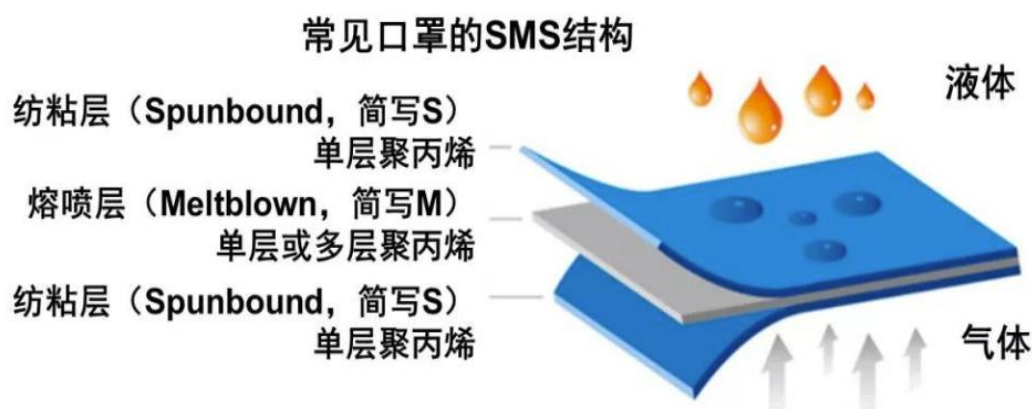 常见口罩的SMS结构
液体
纺粘层（Spunbound，简写S）
单层聚丙烯
熔喷层（Meltblown，简写M）
单层或多层聚丙烯
纺粘层（Spunbound，简写S）
单层聚丙烯
气体